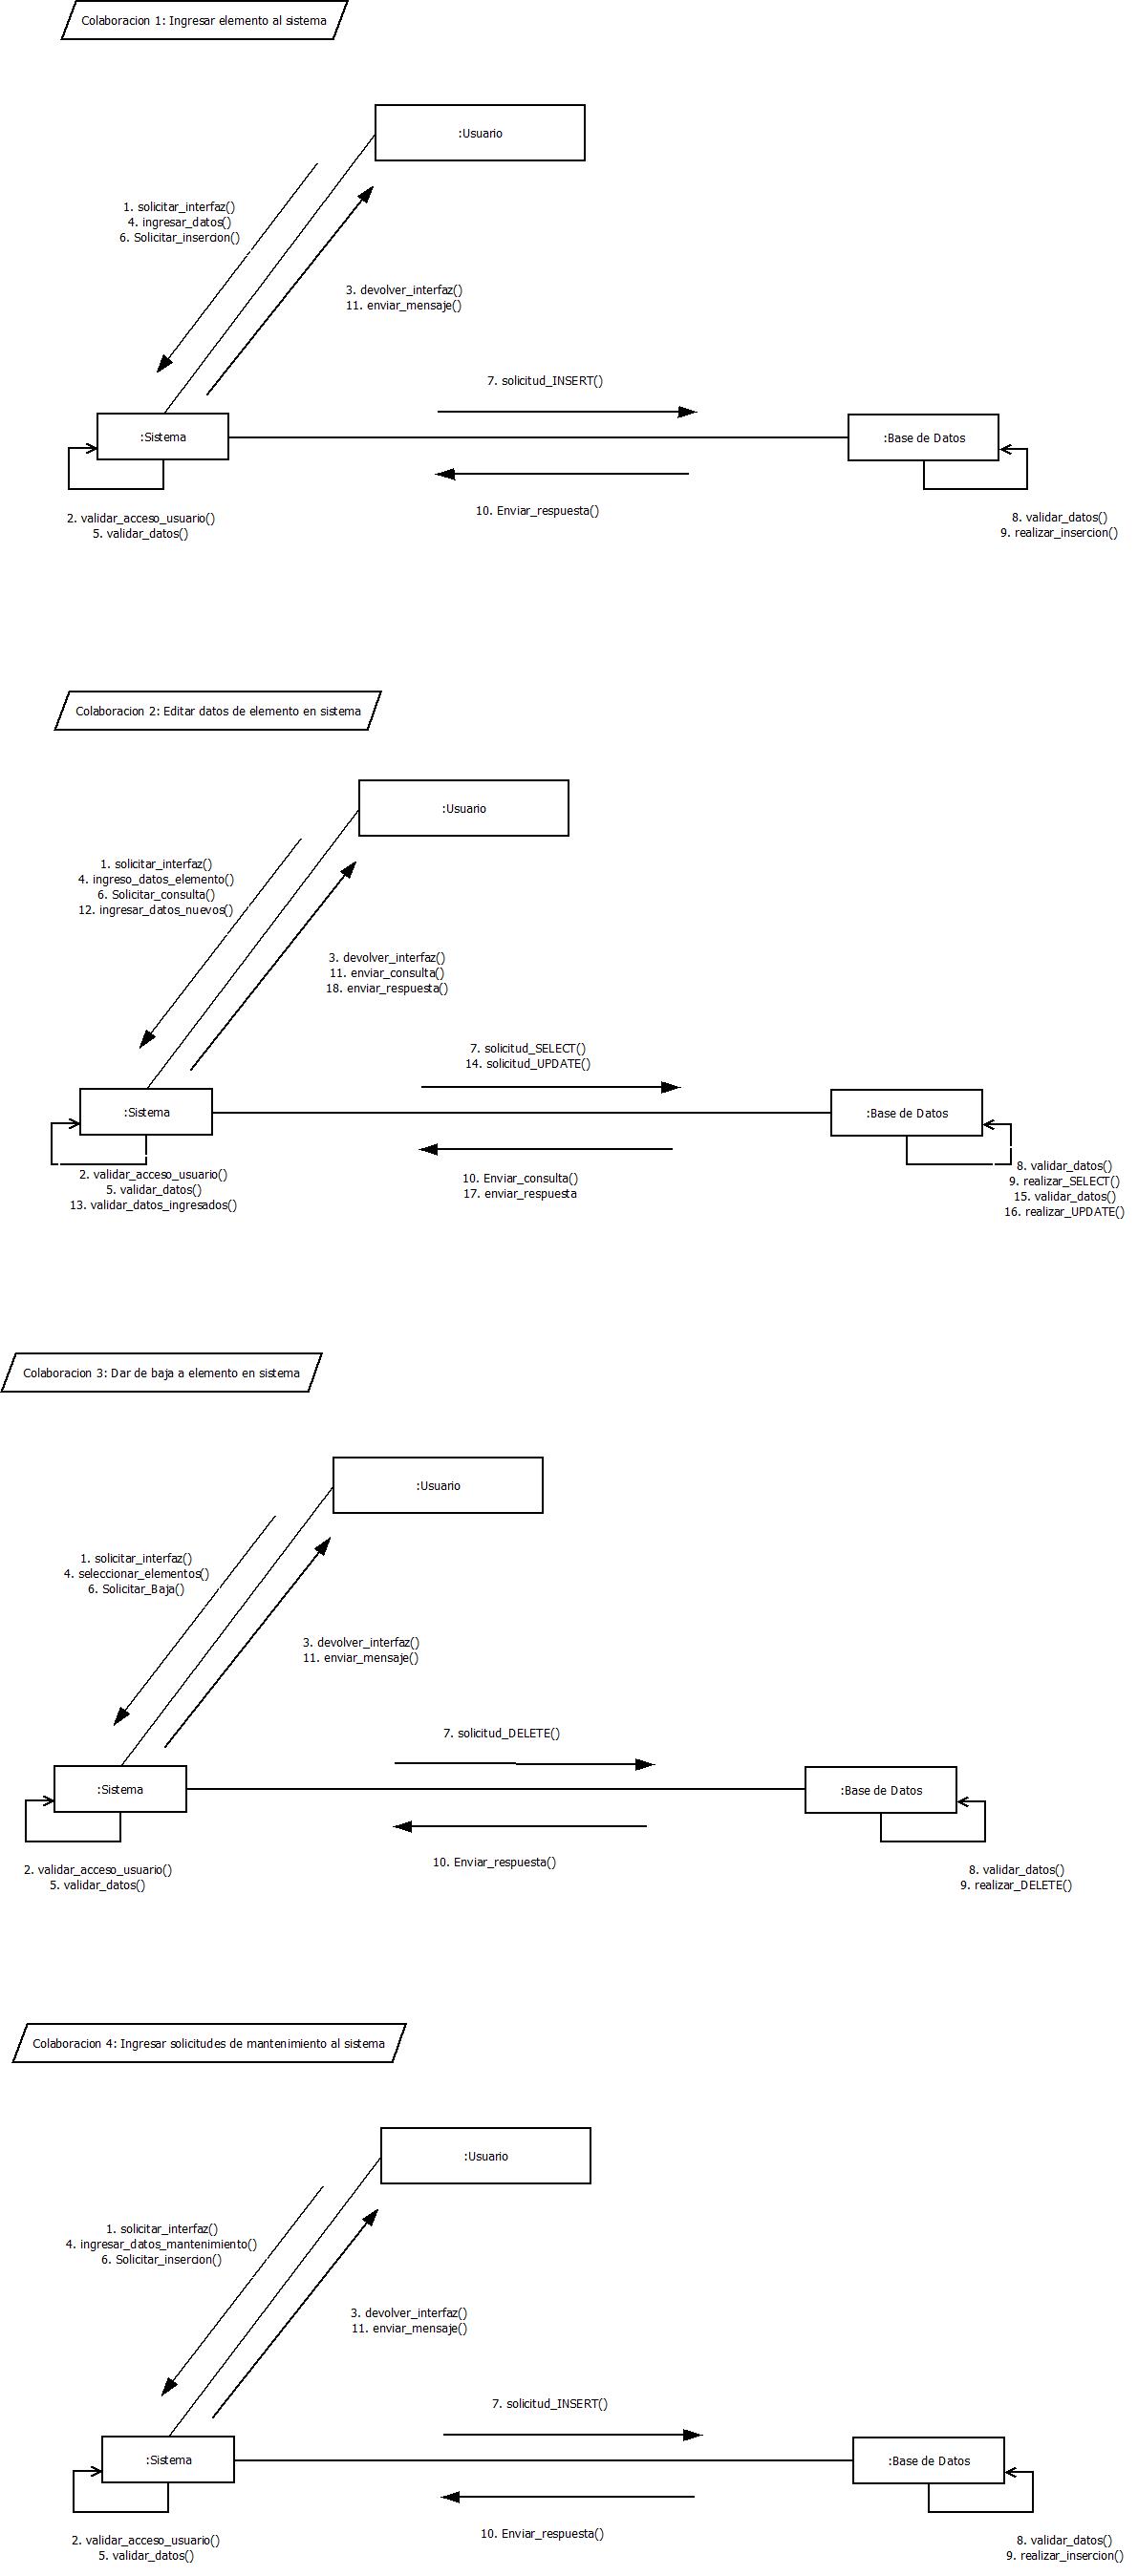 Colaboracion 1: Ingresar elemento al sistema
:Usuario
1. solicitar_interfaz()
4. ingresar_datos()
6. Solicitar_insercion()
3. devolver_interfaz()
11. enviar_mensaje()
7. solicitud_INSERT()
:Sistema
:Base de Datos
10. Enviar_respuesta()
2. validar_acceso_usuario()
5. validar_datos()
8. validar_datos()
9. realizar_insercion()
Colaboracion 2: Editar datos de elemento en sistema
:Usuario
1. solicitar_interfaz()
4. ingreso_datos_elemento()
6. Solicitar_consulta()
12. ingresar_datos_nuevos()
3. devolver_interfaz()
11. enviar_consulta()
18. enviar_respuesta()
7. solicitud_SELECT()
14. solicitud_UPDATE()
:Sistema
:Base de Datos
2. validar_acceso_usuario()
5. validar_datos()
13. validar_datos_ingresados()
10. Enviar_consulta()
17. enviar_respuesta
8. validar_datos()
9. realizar_SELECT()
15. validar_datos()
16. realizar_UPDATE()
Colaboracion 3: Dar de baja a elemento en sistema
:Usuario
1. solicitar_interfaz()
4. seleccionar_elementos()
6. Solicitar_Baja()
3. devolver_interfaz()
11. enviar_mensaje()
7. solicitud_DELETE()
:Sistema
:Base de Datos
10. Enviar_respuesta()
2. validar_acceso_usuario()
5. validar_datos()
8. validar_datos()
9. realizar_DELETE()
Colaboracion 4: Ingresar solicitudes de mantenimiento al sistema
:Usuario
1. solicitar_interfaz()
4. ingresar_datos_mantenimiento()
6. Solicitar_insercion()
3. devolver_interfaz()
11. enviar_mensaje()
7. solicitud_INSERT()
:Sistema
:Base de Datos
10. Enviar_respuesta()
2. validar_acceso_usuario()
5. validar_datos()
8. validar_datos()
9. realizar_insercion()